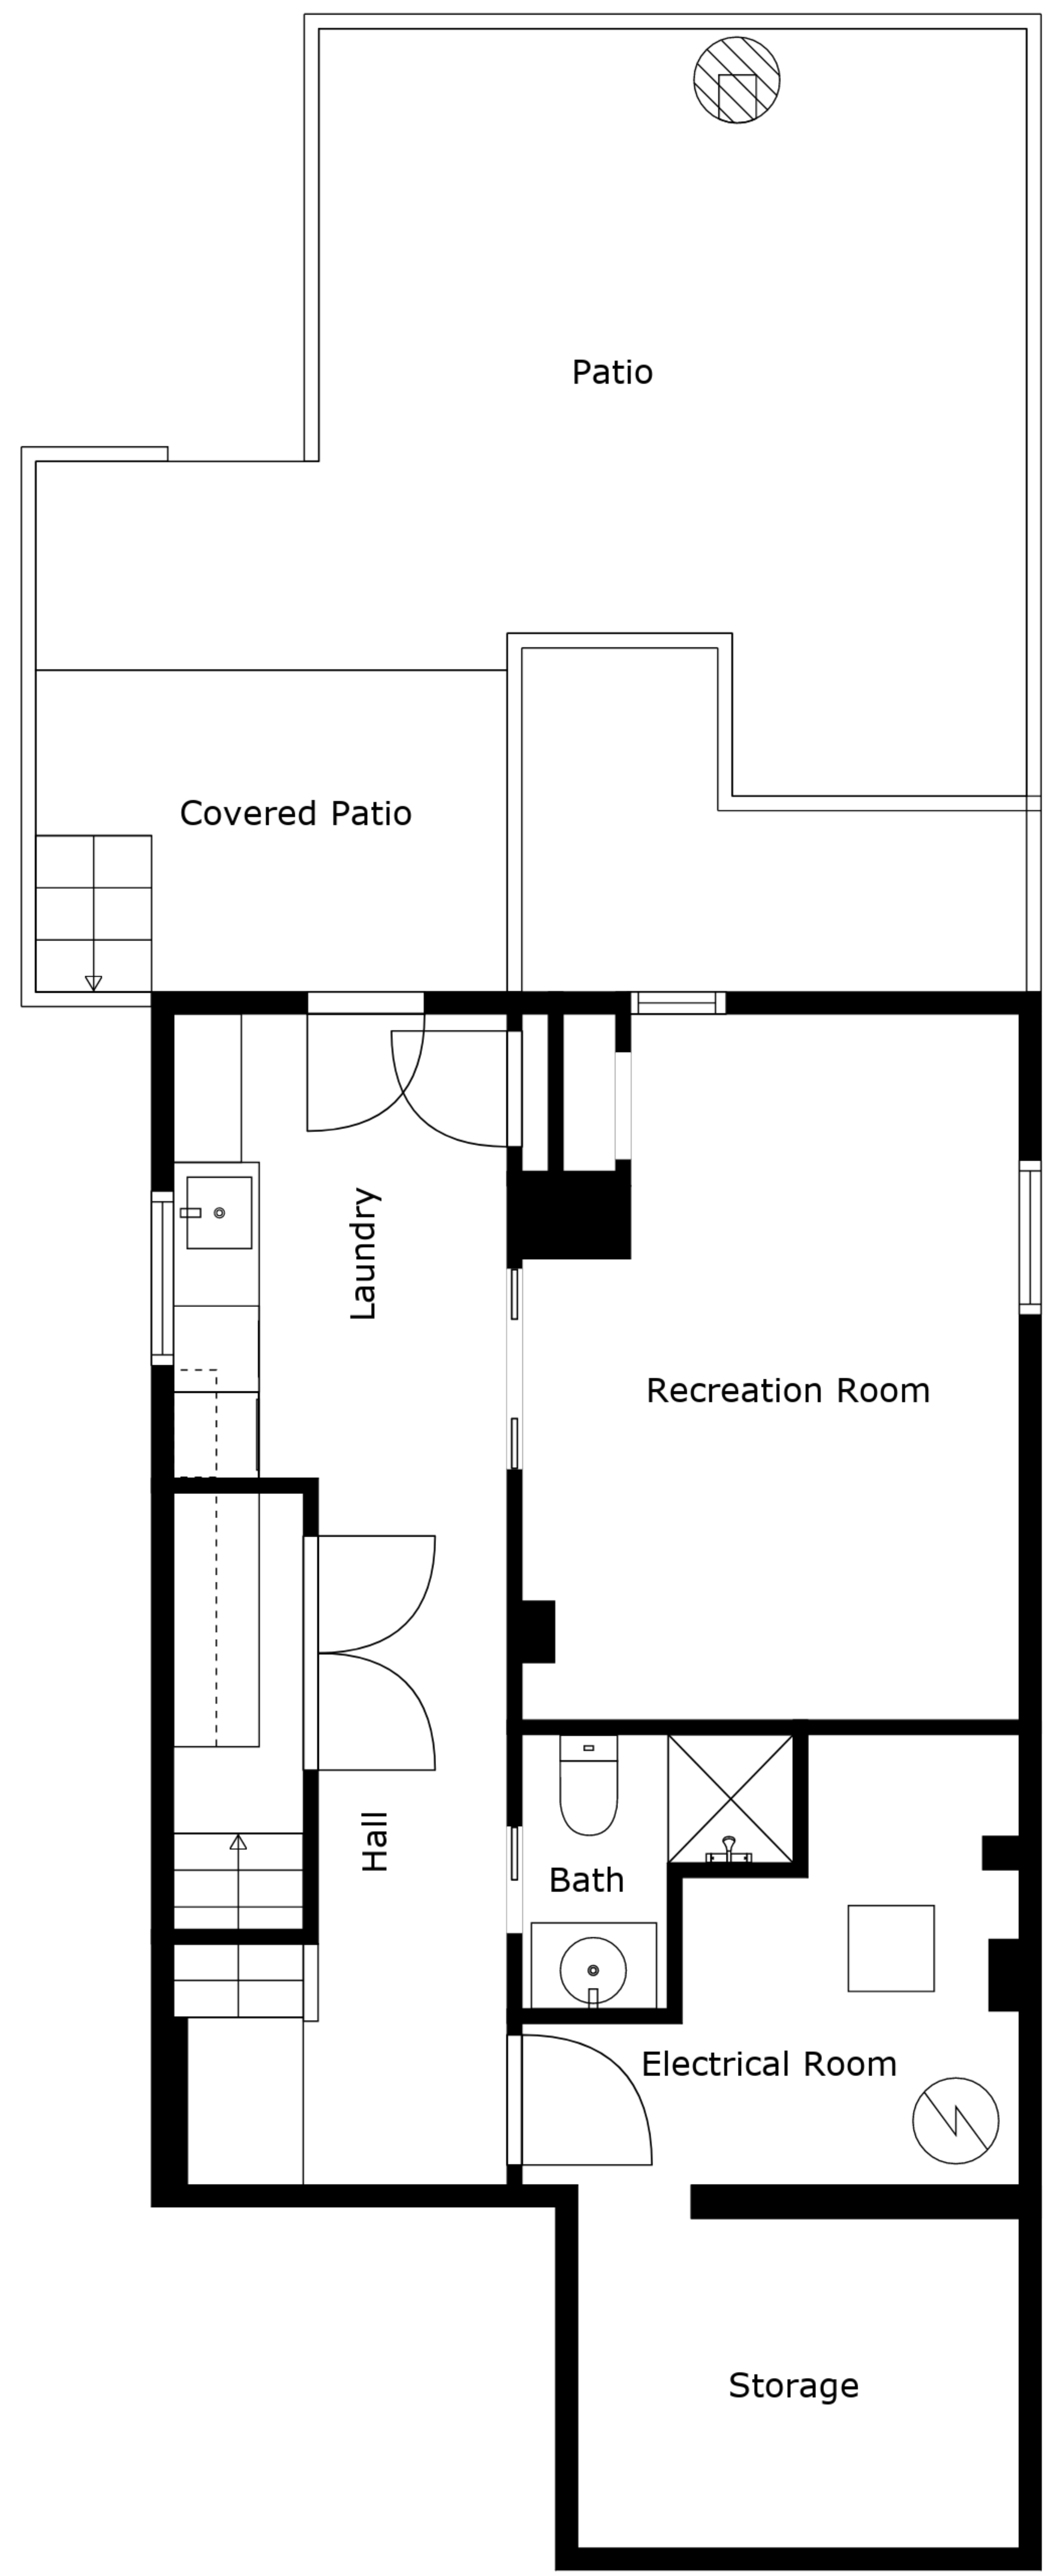 Patio
Covered Patio
Laundry
Recreation Room
Hall
Bath
Electrical Room
Storage